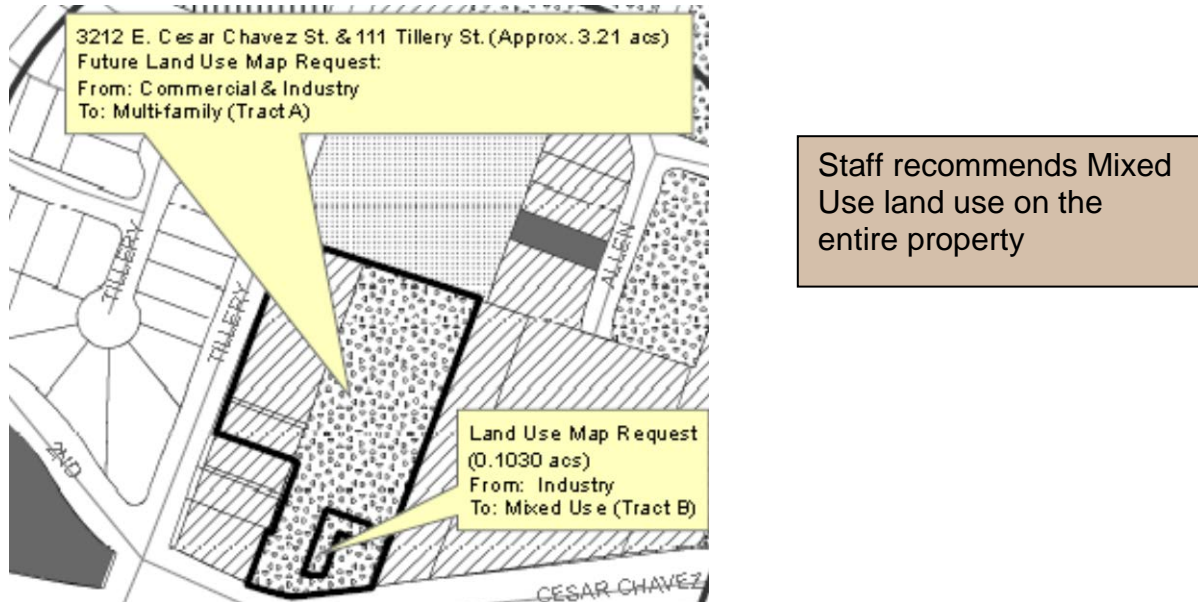 3212 E. Cesar Chavez St. & 111 Tillery St. (Approx. 3.21 acs)
Future Land Use Map Request:
From: Commercial & Industry
To: Multi-family (Tract A)
Staff recommends Mixed
Use land use on the
entire property
TILLERY
TILLERY
ALLEN
Land Use Map Request
(0.1030 acs)
From: Industry
To: Mixed Use (Tract B)
2ND
CESAR CHAVEZ